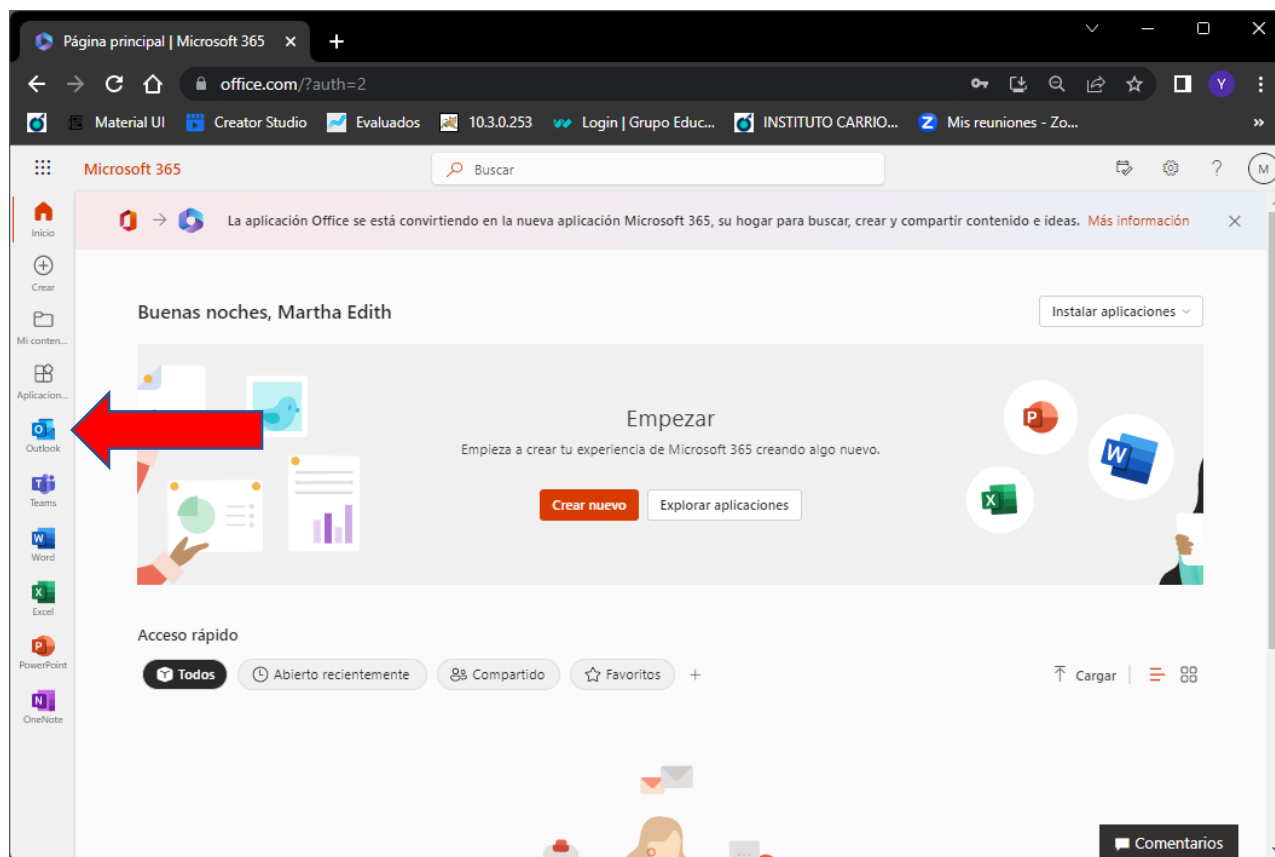 Página principal | Microsoft 365
office.com/?auth=2
Y
Material UI
Creator Studio
Evaluados
10.3.0.253
Login | Grupo Educ...
INSTITUTO CARRIO...
Mis reuniones - Zo...
»
Microsoft 365
Buscar
?
M
La aplicación Office se está convirtiendo en la nueva aplicación Microsoft 365, su hogar para buscar, crear y compartir contenido e ideas. Más información
Inicio
Crear
Mi conten...
Aplicacion...
Outlook
Teams
Word
Excel
PowerPoint
OneNote
Buenas noches, Martha Edith
Instalar aplicaciones
Empezar
Empieza a crear tu experiencia de Microsoft 365 creando algo nuevo.
Crear nuevo
Explorar aplicaciones
Acceso rápido
Todos
Abierto recientemente
Compartido
Favoritos
Cargar
Comentarios